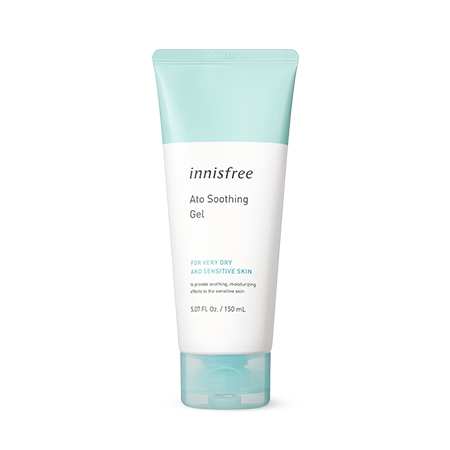 innisfree
Ato Soothing
Gel
FOR VERY DRY
AND SENSITIVE SKIN
to provide soothing, moisturizing
effects to the sensitive skin
5.07 FL. Oz. / 150 mL